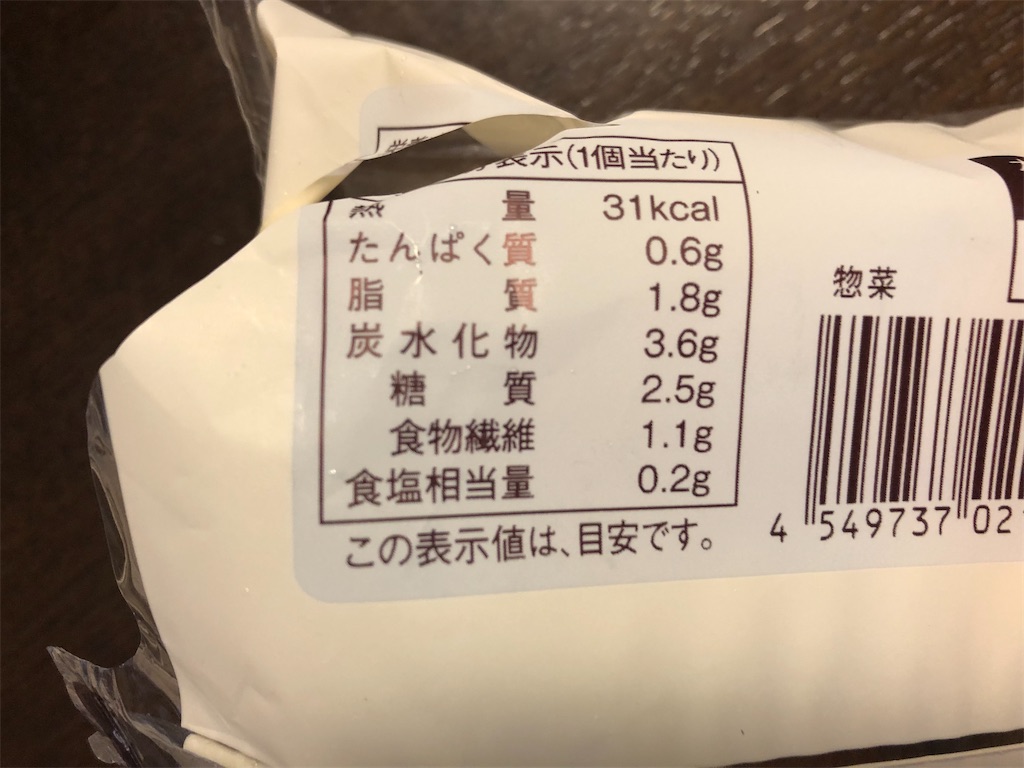 表示(1個当たり)
熱量 31kcal
たんぱく質 0.6g
脂質 1.8g
炭水化物 3.6g
糖質 2.5g
食物繊維 1.1g
食塩相当量 0.2g
この表示値は、目安です。
惣菜
4 549737 02